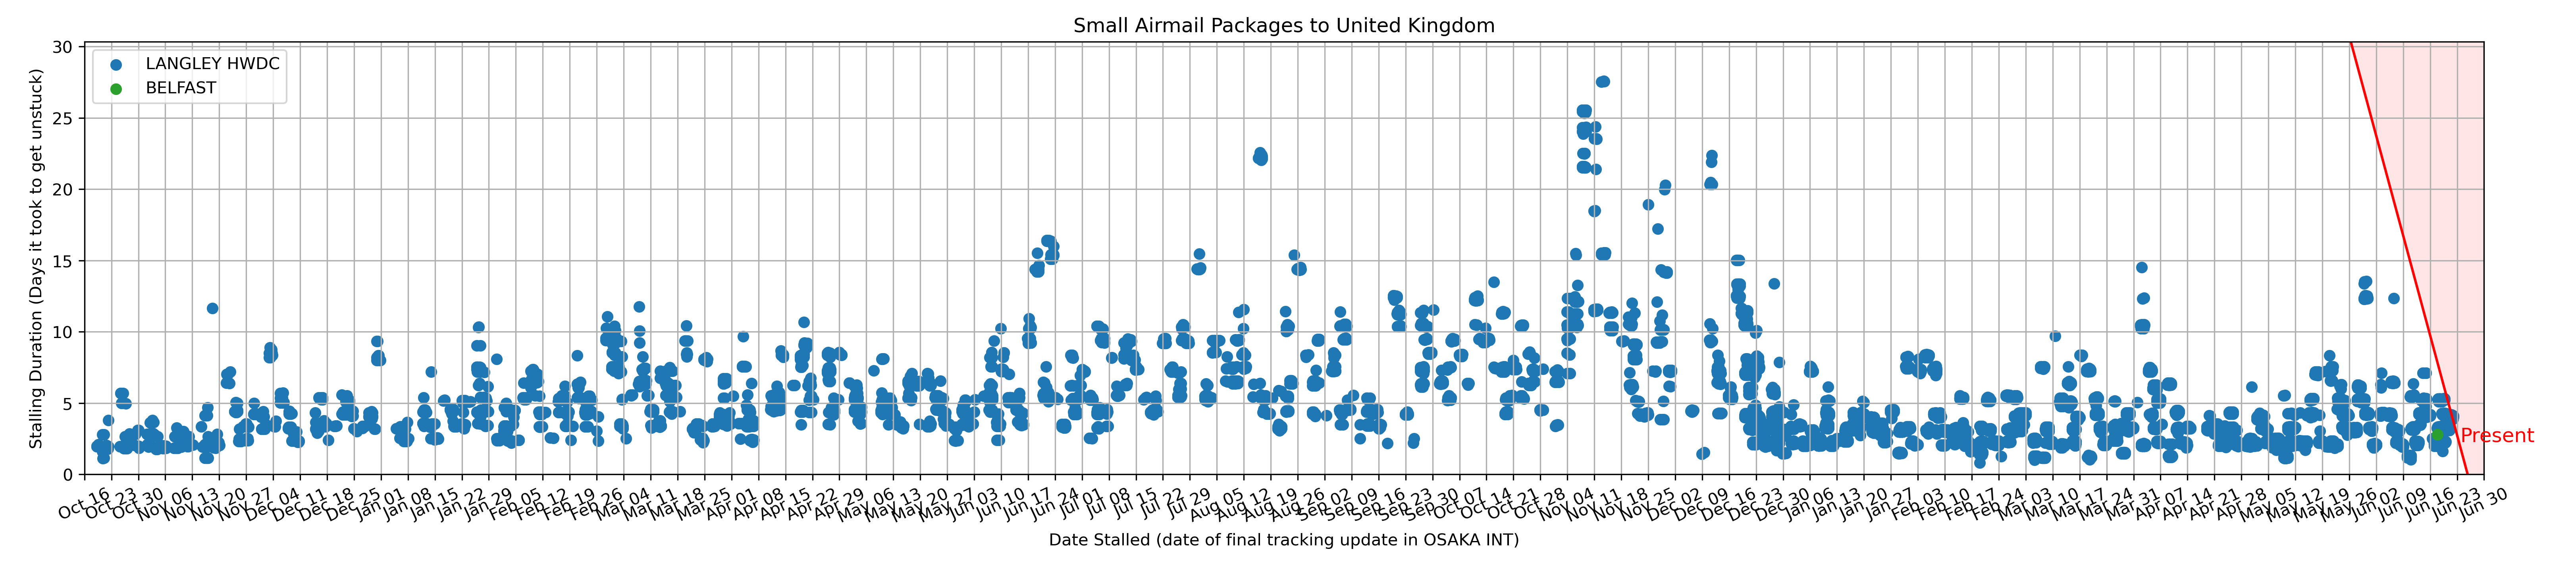 Small Airmail Packages to United Kingdom
LANGLEY HWDC
BELFAST
Stalling Duration (Days it took to get unstuck)
30
25
20
15
10
5
0
Present
Oct 16 Oct 23 Oct 30 Nov 06 Nov 13 Nov 20 Nov 27 Dec 04 Dec 11 Dec 18 Dec 25 Jan 01 Jan 08 Jan 15 Jan 22 Jan 29 Feb 05 Feb 12 Feb 19 Feb 26 Mar 04 Mar 11 Mar 18 Mar 25 Apr 01 Apr 08 Apr 15 Apr 22 Apr 29 May 06 May 13 May 20 May 27 Jun 03 Jun 10 Jun 17 Jun 24 Jul 01 Jul 08 Jul 15 Jul 22 Jul 29 Aug 05 Aug 12 Aug 19 Aug 26 Sep 02 Sep 09 Sep 16 Sep 23 Sep 30 Oct 07 Oct 14 Oct 21 Oct 28 Nov 04 Nov 11 Nov 18 Nov 25 Dec 02 Dec 09 Dec 16 Dec 23 Dec 30 Jan 06 Jan 13 Jan 20 Jan 27 Feb 03 Feb 10 Feb 17 Feb 24 Mar 03 Mar 10 Mar 17 Mar 24 Mar 31 Apr 07 Apr 14 Apr 21 Apr 28 May 05 May 12 May 19 May 26 Jun 02 Jun 09 Jun 16 Jun 23 Jun 30
Date Stalled (date of final tracking update in OSAKA INT)